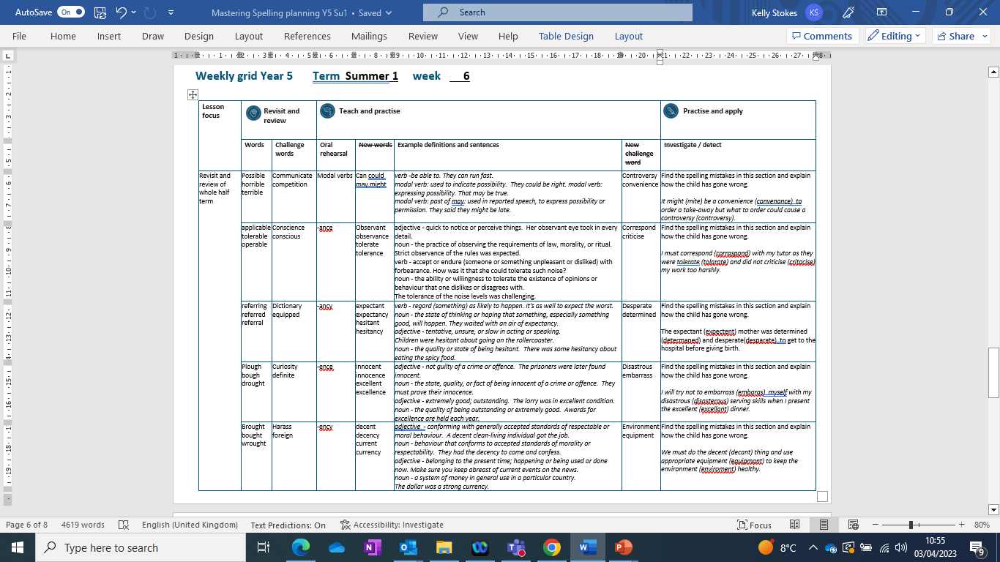 AutoSave On Mastering Spelling planning Y5 Su1 • Saved Search Kelly Stokes KS
File Home Insert Draw Design Layout References Mailings Review View Help Table Design Layout Comments Editing Share
Weekly grid Year 5 Term Summer 1 week 6
Lesson focus
Revisit and review
Teach and practise
Practise and apply
Words
Challenge words
Oral rehearsal
New words
Example definitions and sentences
New challenge word
Investigate / detect
Revisit and review of whole half term
Possible
horrible
terrible
Communicate
competition
Modal verbs
Can could
may might
verb -be able to. They can run fast.
modal verb: used to indicate possibility. They could be right. modal verb:
expressing possibility. That may be true.
modal verb: past of may: used in reported speech, to express possibility or
permission. They said they might be late.
Controversy
convenience
Find the spelling mistakes in this section and explain
how the child has gone wrong.
It might (mite) be a convenience (convenance) to
order a take-away but what to order could cause a
controversy (controversy).
applicable
tolerable
operable
Conscience
conscious
-ance
Observant
observance
tolerate
tolerance
adjective - quick to notice or perceive things. Her observant eye took in every
detail.
noun - the practice of observing the requirements of law, morality, or ritual.
Strict observance of the rules was expected.
verb - accept or endure (someone or something unpleasant or disliked) with
forbearance. How was it that she could tolerate such noise?
noun - the ability or willingness to tolerate the existence of opinions or
behaviour that one dislikes or disagrees with.
The tolerance of the noise levels was challenging.
Correspond
criticise
Find the spelling mistakes in this section and explain
how the child has gone wrong.
I must correspond (corraspond) with my tutor as they
were tolerate (tolarate) and did not criticise (critacise)
my work too harshly.
referring
referred
referral
Dictionary
equipped
-ancy
expectant
expectancy
hesitant
hesitancy
verb - regard (something) as likely to happen. It's as well to expect the worst.
noun - the state of thinking or hoping that something, especially something
good, will happen. They waited with an air of expectancy.
adjective - tentative, unsure, or slow in acting or speaking.
Children were hesitant about going on the rollercoaster.
noun - the quality or state of being hesitant. There was some hesitancy about
eating the spicy food.
Desperate
determined
Find the spelling mistakes in this section and explain
how the child has gone wrong.
The expectant (expectent) mother was determined
(determaned) and desperate(desparate) to get to the
hospital before giving birth.
Plough
bough
drought
Curiosity
definite
-ence
innocent
innocence
excellent
excellence
adjective - not guilty of a crime or offence. The prisoners were later found
innocent.
noun - the state, quality, or fact of being innocent of a crime or offence. They
must prove their innocence.
adjective - extremely good; outstanding. The lorry was in excellent condition.
noun - the quality of being outstanding or extremely good. Awards for
excellence are held each year.
Disastrous
embarrass
Find the spelling mistakes in this section and explain
how the child has gone wrong.
I will try not to embarrass (embaras) myself with my
disastrous (disasterous) serving skills when I present
the excellent (excellant) dinner.
Brought
bought
wrought
Harass
foreign
-ency
decent
decency
current
currency
adjective - conforming with generally accepted standards of respectable or
moral behaviour. A decent clean-living individual got the job.
noun - behaviour that conforms to accepted standards of morality or
respectability. They had the decency to come and confess.
adjective - belonging to the present time; happening or being used or done
now. Make sure you keep abreast of current events on the news.
noun - a system of money in general use in a particular country.
The dollar was a strong currency.
Environment
equipment
Find the spelling mistakes in this section and explain
how the child has gone wrong.
We must do the decent (decant) thing and use
appropriate equipment (equipmant) to keep the
environment (enviroment) healthy.
Page 6 of 8 4619 words English (United Kingdom) Text Predictions: On Accessibility: Investigate Focus 80%
Type here to search 8°C 10:55
03/04/2023 9